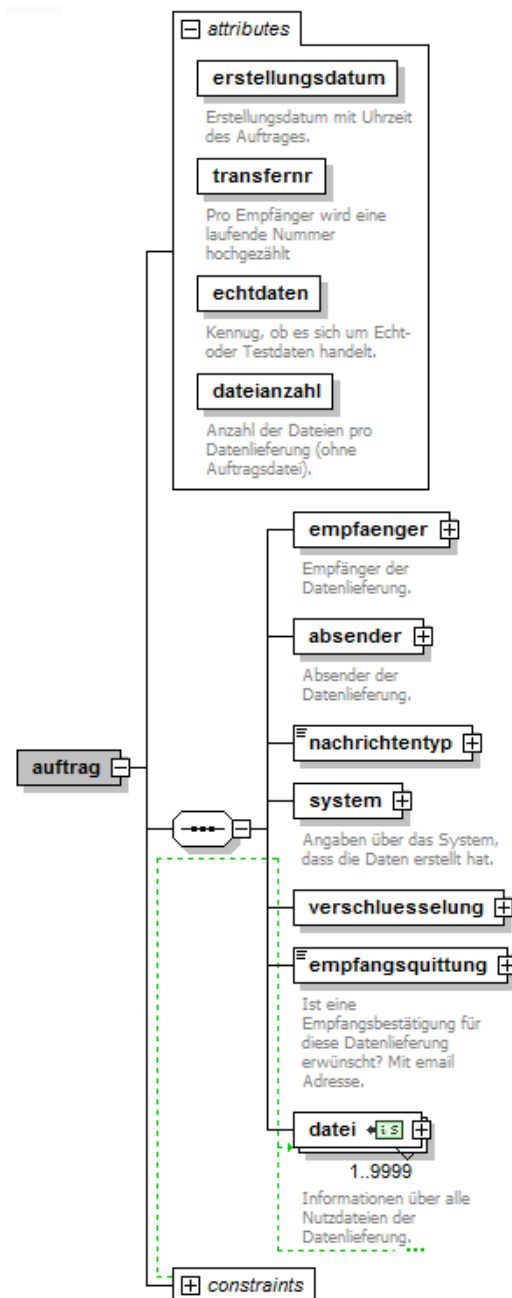 attributes
erstellungsdatum
Erstellungsdatum mit Uhrzeit
des Auftrages.
transfernr
Pro Empfänger wird eine
laufende Nummer
hochgezählt
echtdaten
Kennug, ob es sich um Echt-
oder Testdaten handelt.
dateianzahl
Anzahl der Dateien pro
Datenlieferung (ohne
Auftragsdatei).
empfaenger
Empfänger der
Datenlieferung.
absender
Absender der
Datenlieferung.
nachrichtentyp
auftrag
system
Angaben über das System,
dass die Daten erstellt hat.
verschluesselung
empfangsquittung
Ist eine
Empfangsbestätigung für
diese Datenlieferung
erwünscht? Mit email
Adresse.
datei
is
1..9999
Informationen über alle
Nutzdateien der
Datenlieferung.
constraints